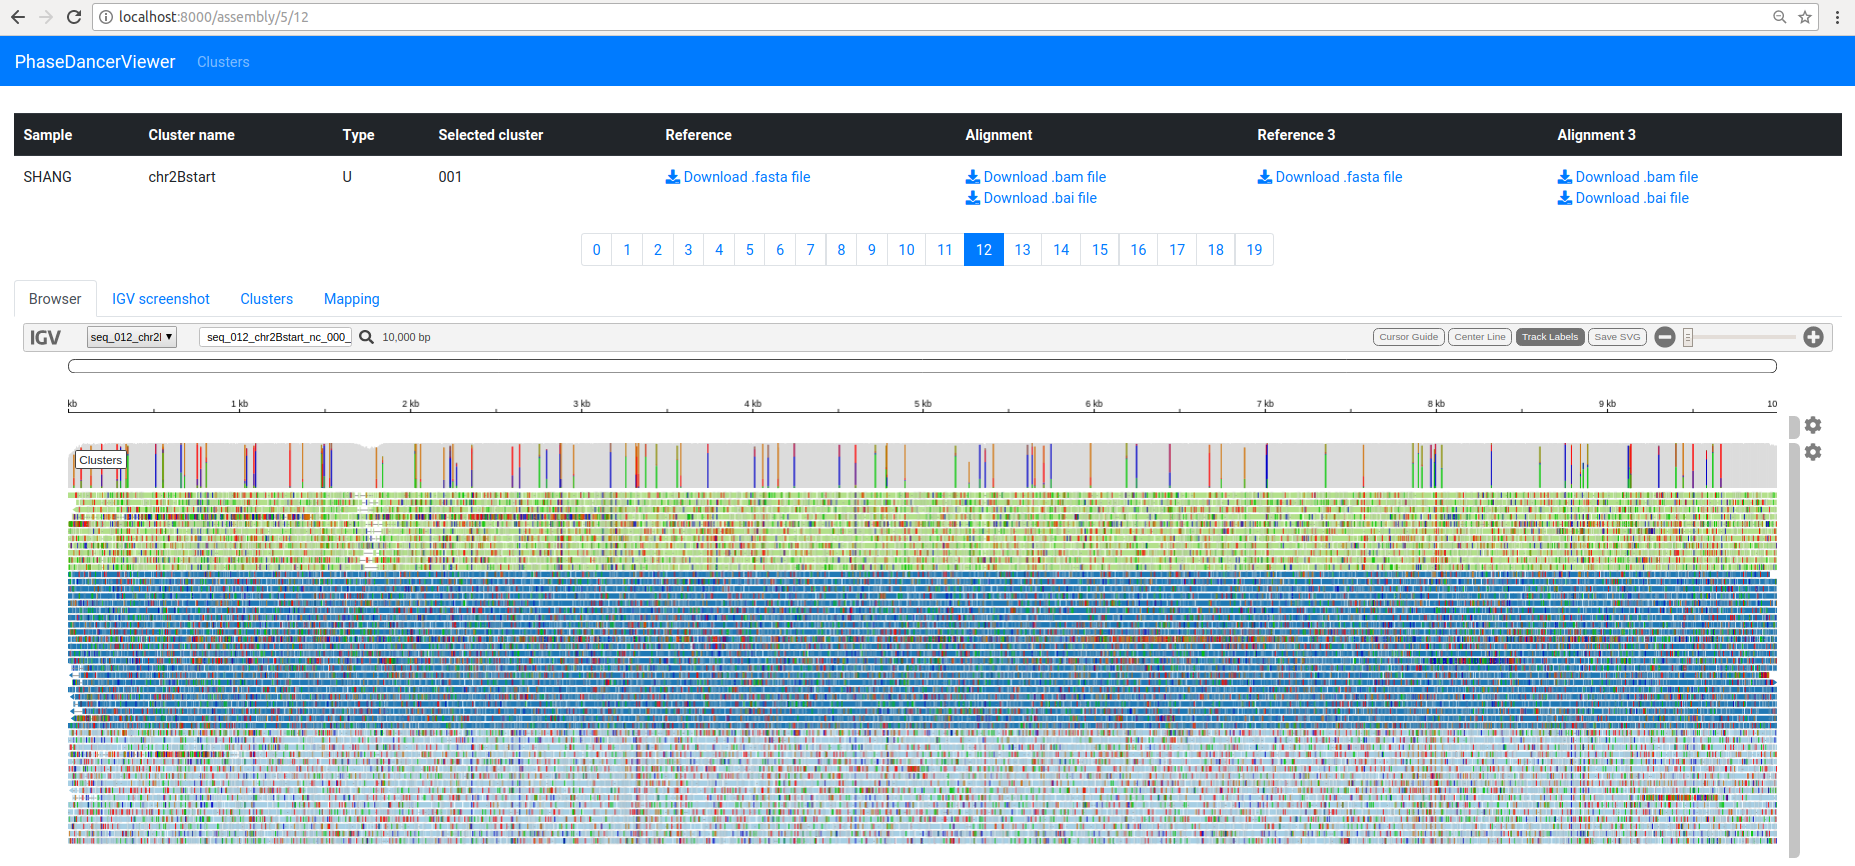 localhost:8000/assembly/5/12
PhaseDancerViewer Clusters
Sample Cluster name Type Selected cluster Reference Alignment Reference 3 Alignment 3
SHANG chr2Bstart U 001 Download .fasta file Download .bam file Download .fasta file Download .bam file
Download .bai file Download .bai file
0 1 2 3 4 5 6 7 8 9 10 11 12 13 14 15 16 17 18 19
Browser IGV screenshot Clusters Mapping
IGV seq_012_chr2l seq_012_chr2Bstart_nc_000_ 10,000 bp Cursor Guide Center Line Track Labels Save SVG
kb 1 kb 2 kb 3 kb 4 kb 5 kb 6 kb 7 kb 8 kb 9 kb 10
Clusters